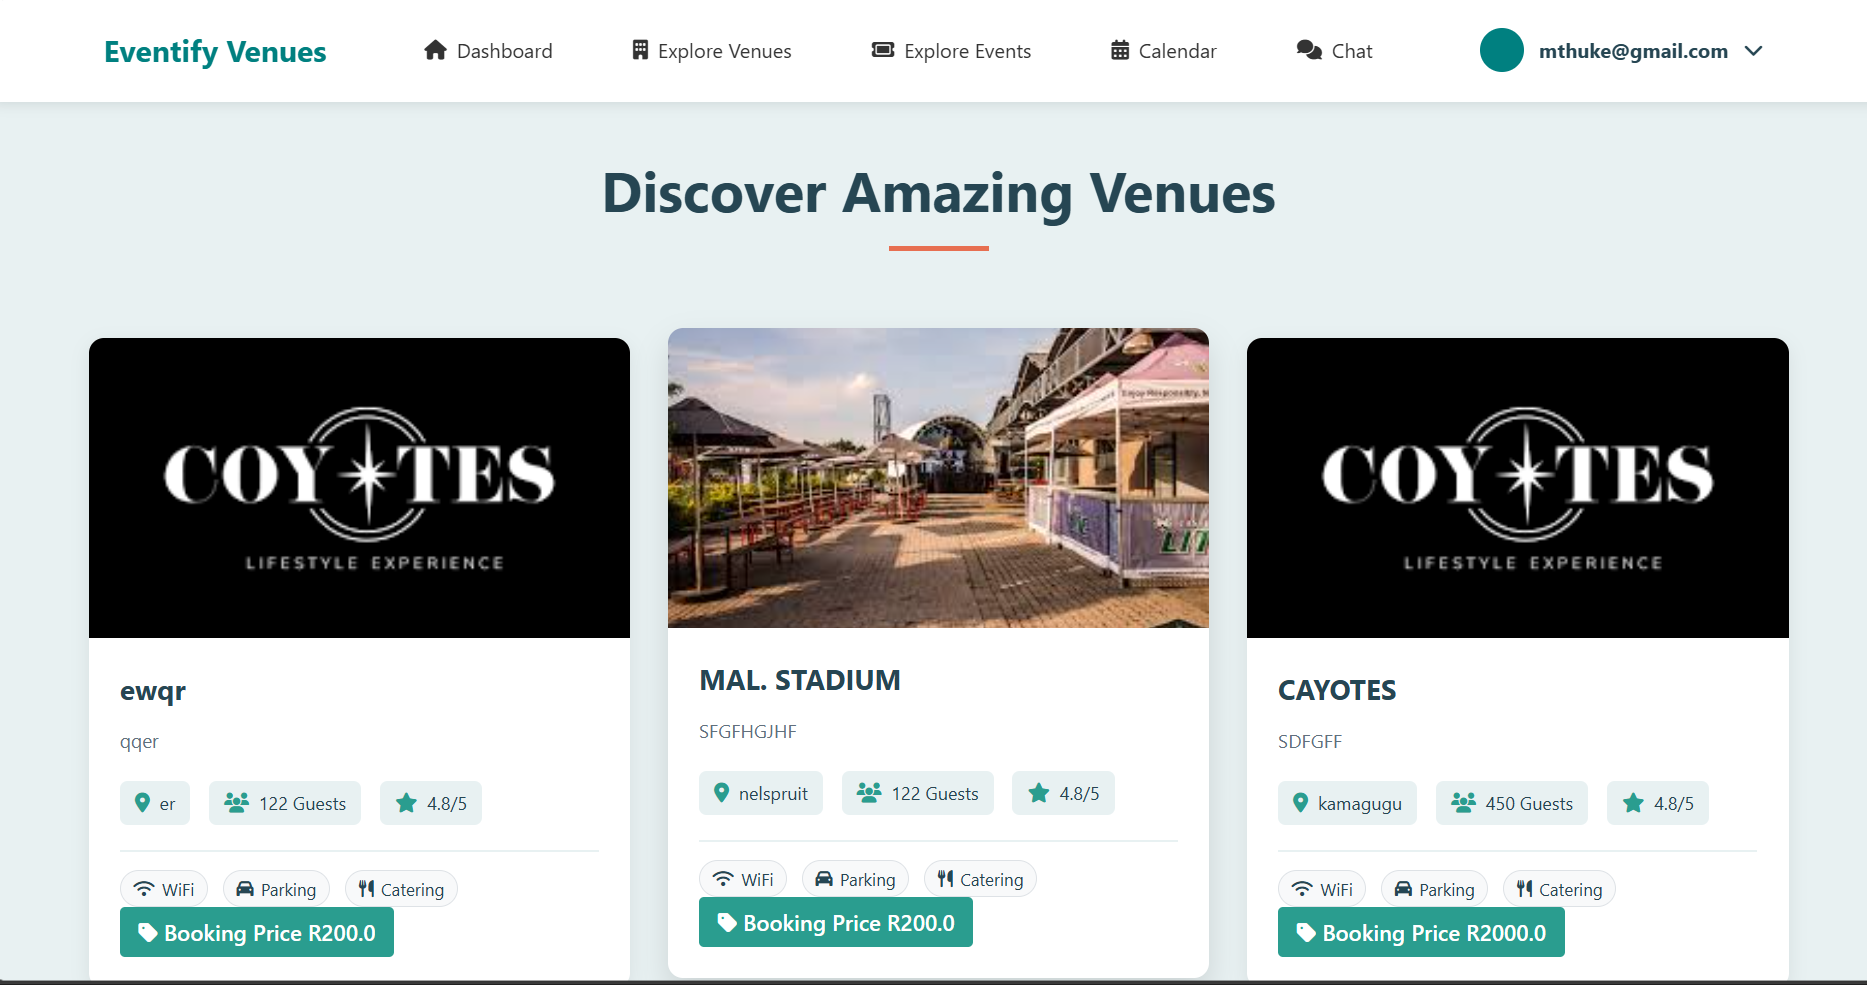 Eventify Venues
Dashboard
Explore Venues
Explore Events
Calendar
Chat
mthuke@gmail.com
Discover Amazing Venues
COYOTES
LIFESTYLE EXPERIENCE
ewqr
qqer
er
122 Guests
4.8/5
WiFi
Parking
Catering
Booking Price R200.0
Enjoy Responsibly.
MAL. STADIUM
SFGFHGJHF
nelspruit
122 Guests
4.8/5
WiFi
Parking
Catering
Booking Price R200.0
COYOTES
LIFESTYLE EXPERIENCE
CAYOTES
SDFGFF
kamagugu
450 Guests
4.8/5
WiFi
Parking
Catering
Booking Price R2000.0